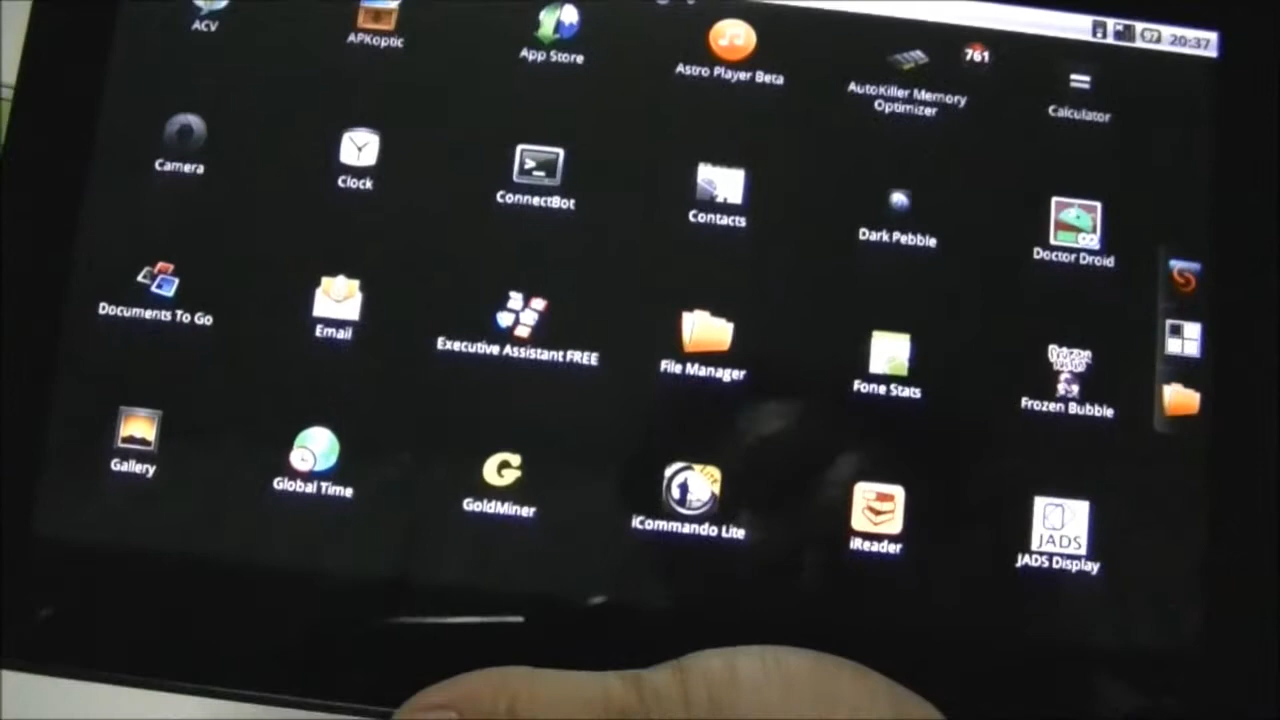 20:37
97
ACV
APKoptic
App Store
Astro Player Beta
761
AutoKiller Memory
Optimizer
Calculator
Camera
Clock
ConnectBot
Contacts
Dark Pebble
Doctor Droid
Documents To Go
Email
Executive Assistant FREE
File Manager
Fone Stats
Frozen Bubble
Gallery
Global Time
G
GoldMiner
Lite
iCommando Lite
iReader
JADS
JADS Display